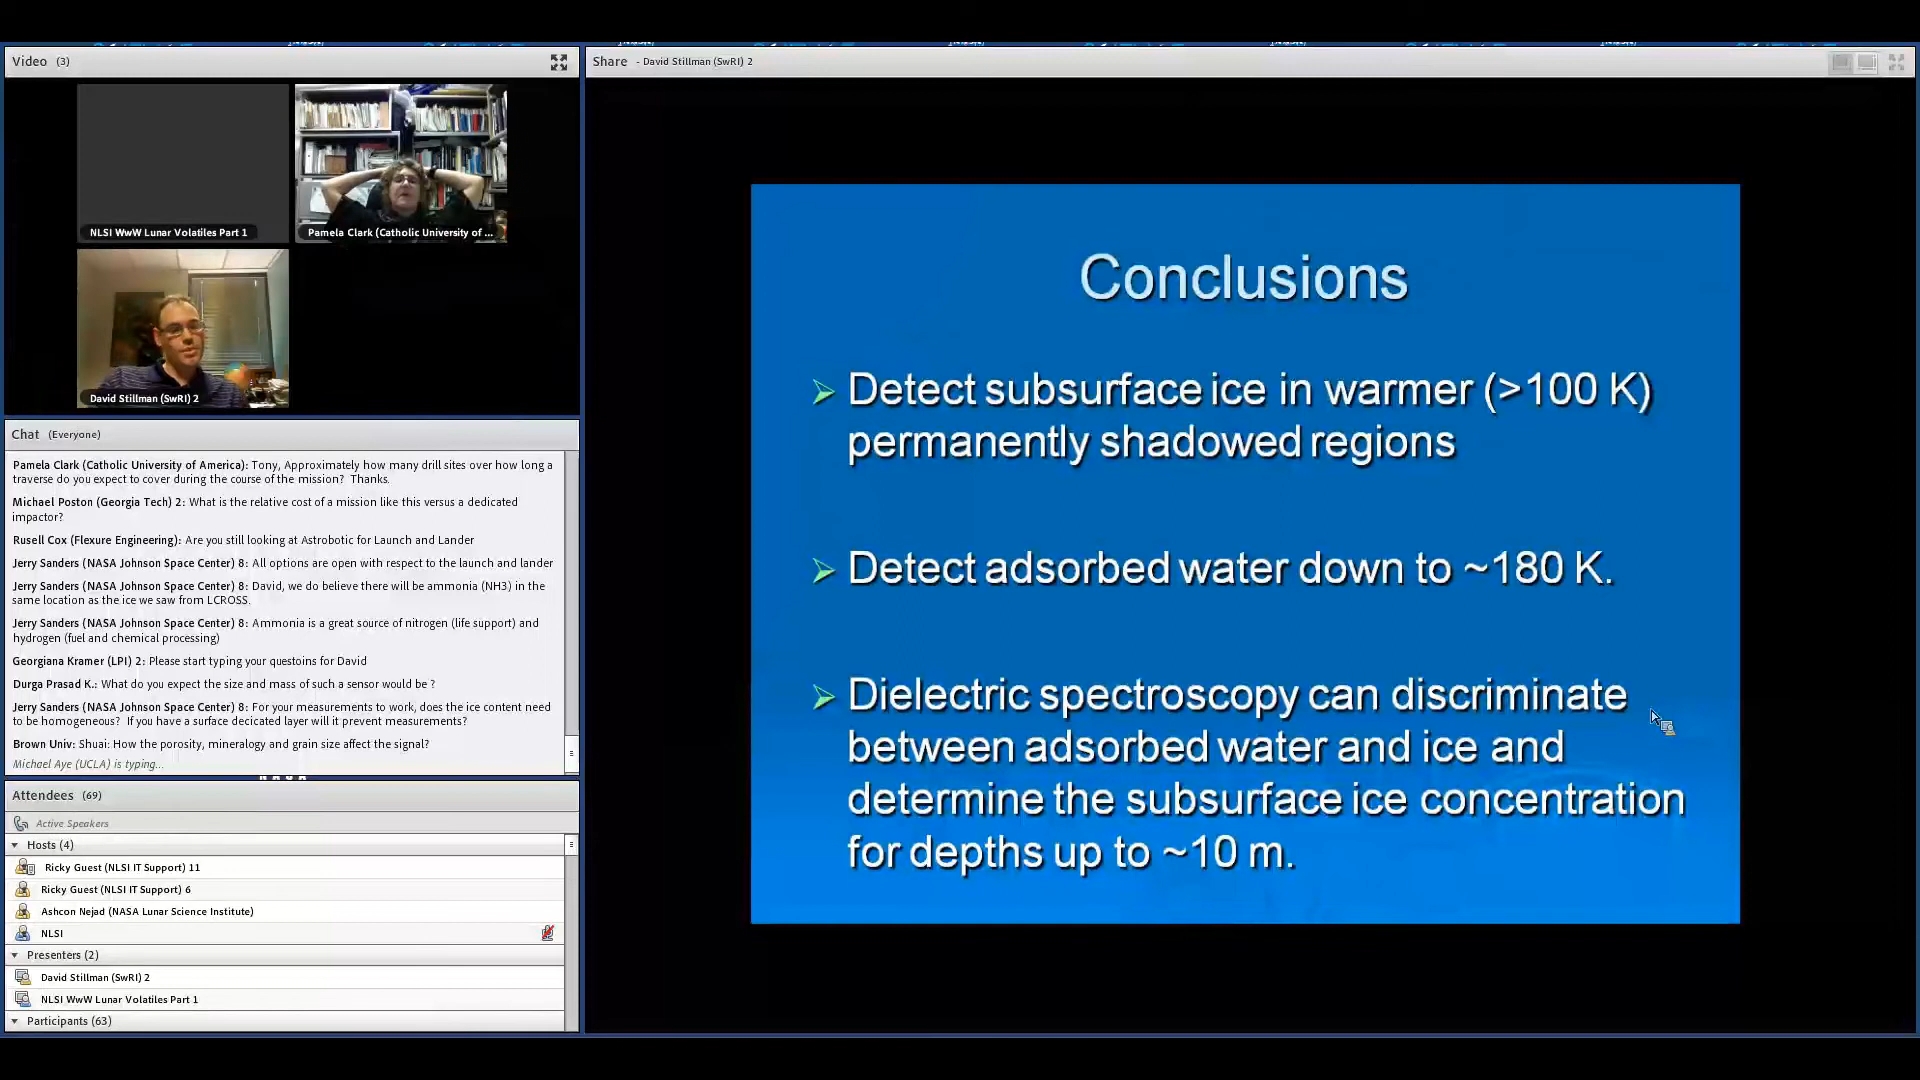 Video (3)
NLSI WwW Lunar Volatiles Part 1
Pamela Clark (Catholic University of ...
David Stillman (SwRI) 2
Chat (Everyone)
Pamela Clark (Catholic University of America): Tony, Approximately how many drill sites over how long a
traverse do you expect to cover during the course of the mission? Thanks.
Michael Poston (Georgia Tech) 2: What is the relative cost of a mission like this versus a dedicated
impactor?
Rusell Cox (Flexure Engineering): Are you still looking at Astrobotic for Launch and Lander
Jerry Sanders (NASA Johnson Space Center) 8: All options are open with respect to the launch and lander
Jerry Sanders (NASA Johnson Space Center) 8: David, we do believe there will be ammonia (NH3) in the
same location as the ice we saw from LCROSS.
Jerry Sanders (NASA Johnson Space Center) 8: Ammonia is a great source of nitrogen (life support) and
hydrogen (fuel and chemical processing)
Georgiana Kramer (LPI) 2: Please start typing your questoins for David
Durga Prasad K.: What do you expect the size and mass of such a sensor would be ?
Jerry Sanders (NASA Johnson Space Center) 8: For your measurements to work, does the ice content need
to be homogeneous? If you have a surface decicated layer will it prevent measurements?
Brown Univ: Shuai: How the porosity, mineralogy and grain size affect the signal?
Michael Aye (UCLA) is typing...
Attendees (69)
Active Speakers
Hosts (4)
Ricky Guest (NLSI IT Support) 11
Ricky Guest (NLSI IT Support) 6
Ashcon Nejad (NASA Lunar Science Institute)
NLSI
Presenters (2)
David Stillman (SwRI) 2
NLSI WwW Lunar Volatiles Part 1
Participants (63)
Share - David Stillman (SwRI) 2
Conclusions
Detect subsurface ice in warmer (>100 K)
permanently shadowed regions
Detect adsorbed water down to ~180 K.
Dielectric spectroscopy can discriminate
between adsorbed water and ice and
determine the subsurface ice concentration
for depths up to ~10 m.